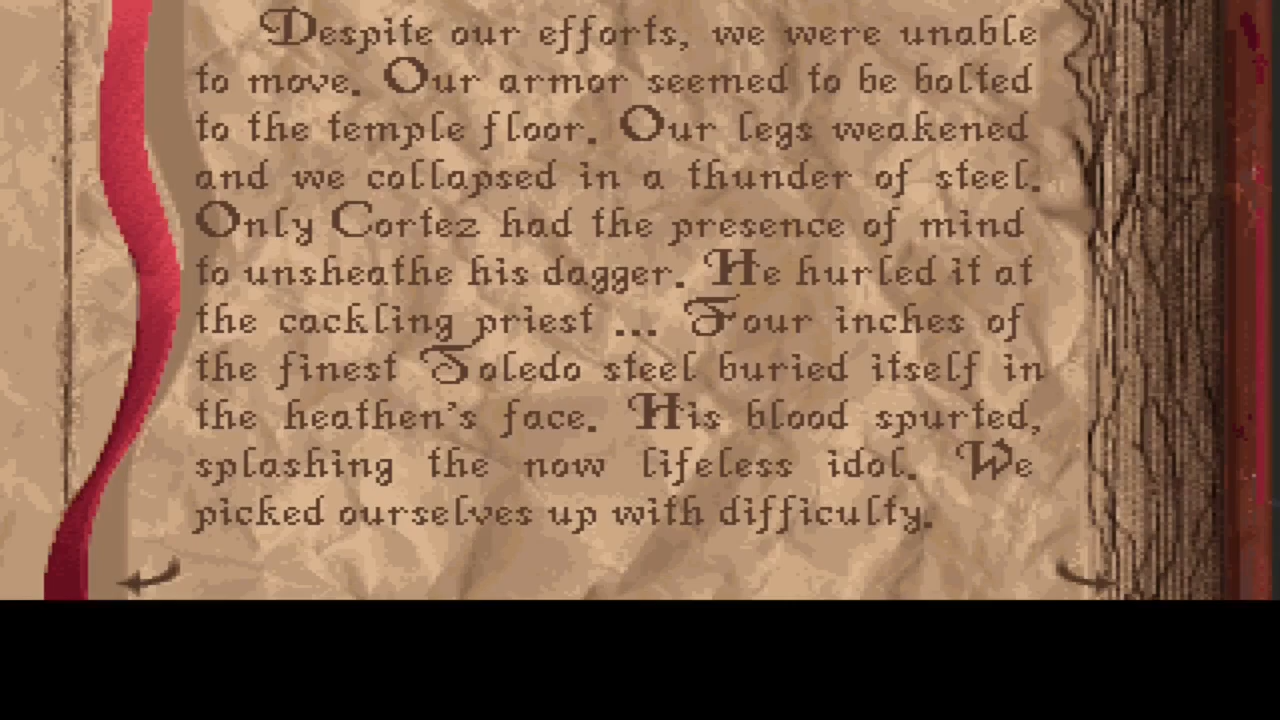 Despite our efforts, we were unable
to move. Our armor seemed to be bolted
to the temple floor. Our legs weakened
and we collapsed in a thunder of steel.
Only Cortez had the presence of mind
to unsheathe his dagger. He hurled it at
the cackling priest ... Four inches of
the finest Toledo steel buried itself in
the heathen's face. His blood spurted,
splashing the now lifeless idol. We
picked ourselves up with difficulty.